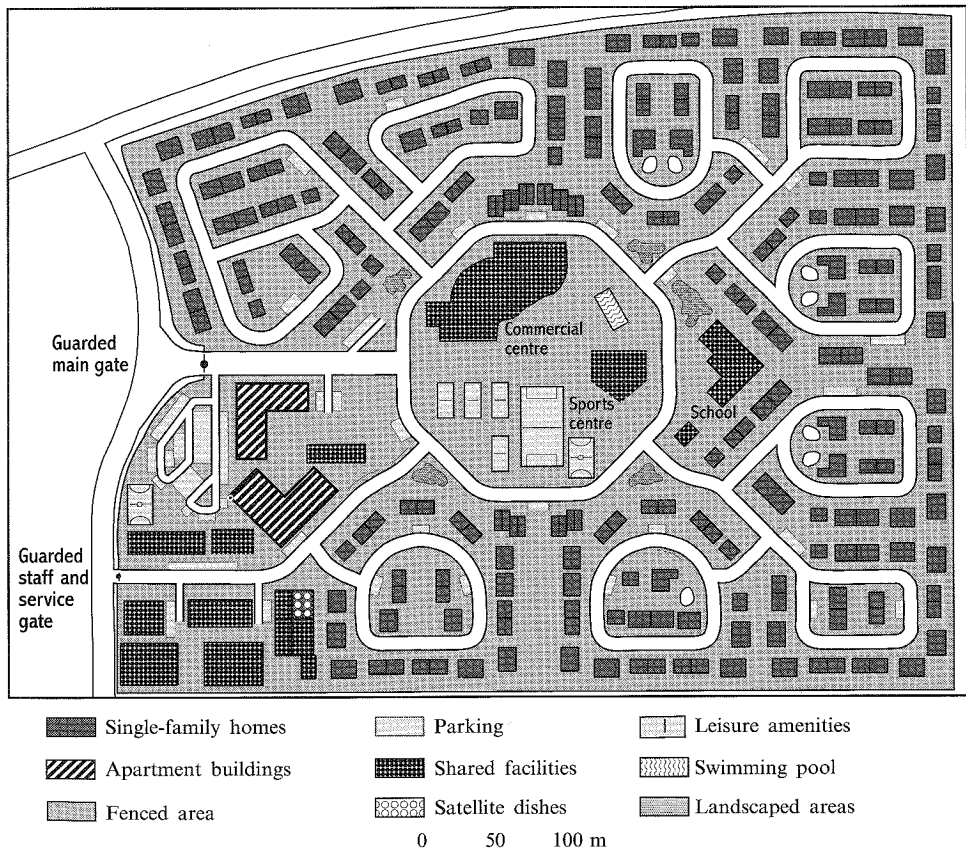 Guarded
main gate
Commercial
centre
Sports
centre
School
Guarded
staff and
service
gate
Single-family homes
Parking
Leisure amenities
Apartment buildings
Shared facilities
Swimming pool
Fenced area
Satellite dishes
Landscaped areas
0 50 100 m